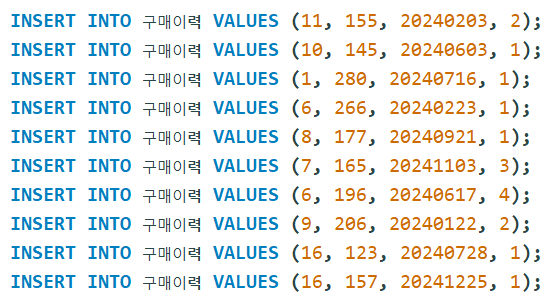 INSERT INTO 구매이력 VALUES (11, 155, 20240203, 2);
INSERT INTO 구매이력 VALUES (10, 145, 20240603, 1);
INSERT INTO 구매이력 VALUES (1, 280, 20240716, 1);
INSERT INTO 구매이력 VALUES (6, 266, 20240223, 1);
INSERT INTO 구매이력 VALUES (8, 177, 20240921, 1);
INSERT INTO 구매이력 VALUES (7, 165, 20241103, 3);
INSERT INTO 구매이력 VALUES (6, 196, 20240617, 4);
INSERT INTO 구매이력 VALUES (9, 206, 20240122, 2);
INSERT INTO 구매이력 VALUES (16, 123, 20240728, 1);
INSERT INTO 구매이력 VALUES (16, 157, 20241225, 1);